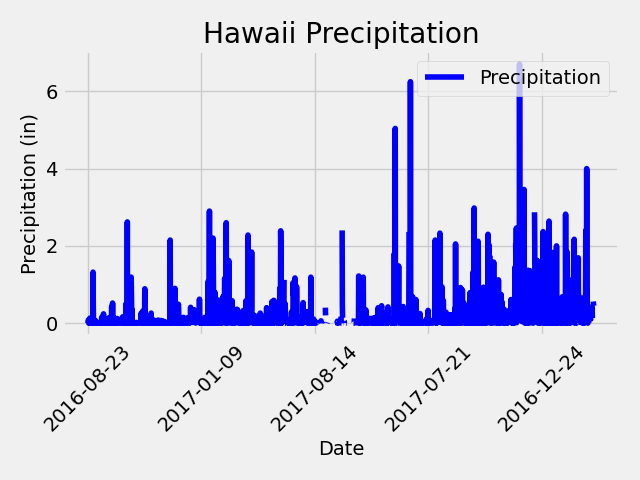 Hawaii Precipitation
Precipitation
Precipitation (in)
6
4
2
0
2016-08-23
2017-01-09
2017-08-14
2017-07-21
2016-12-24
Date